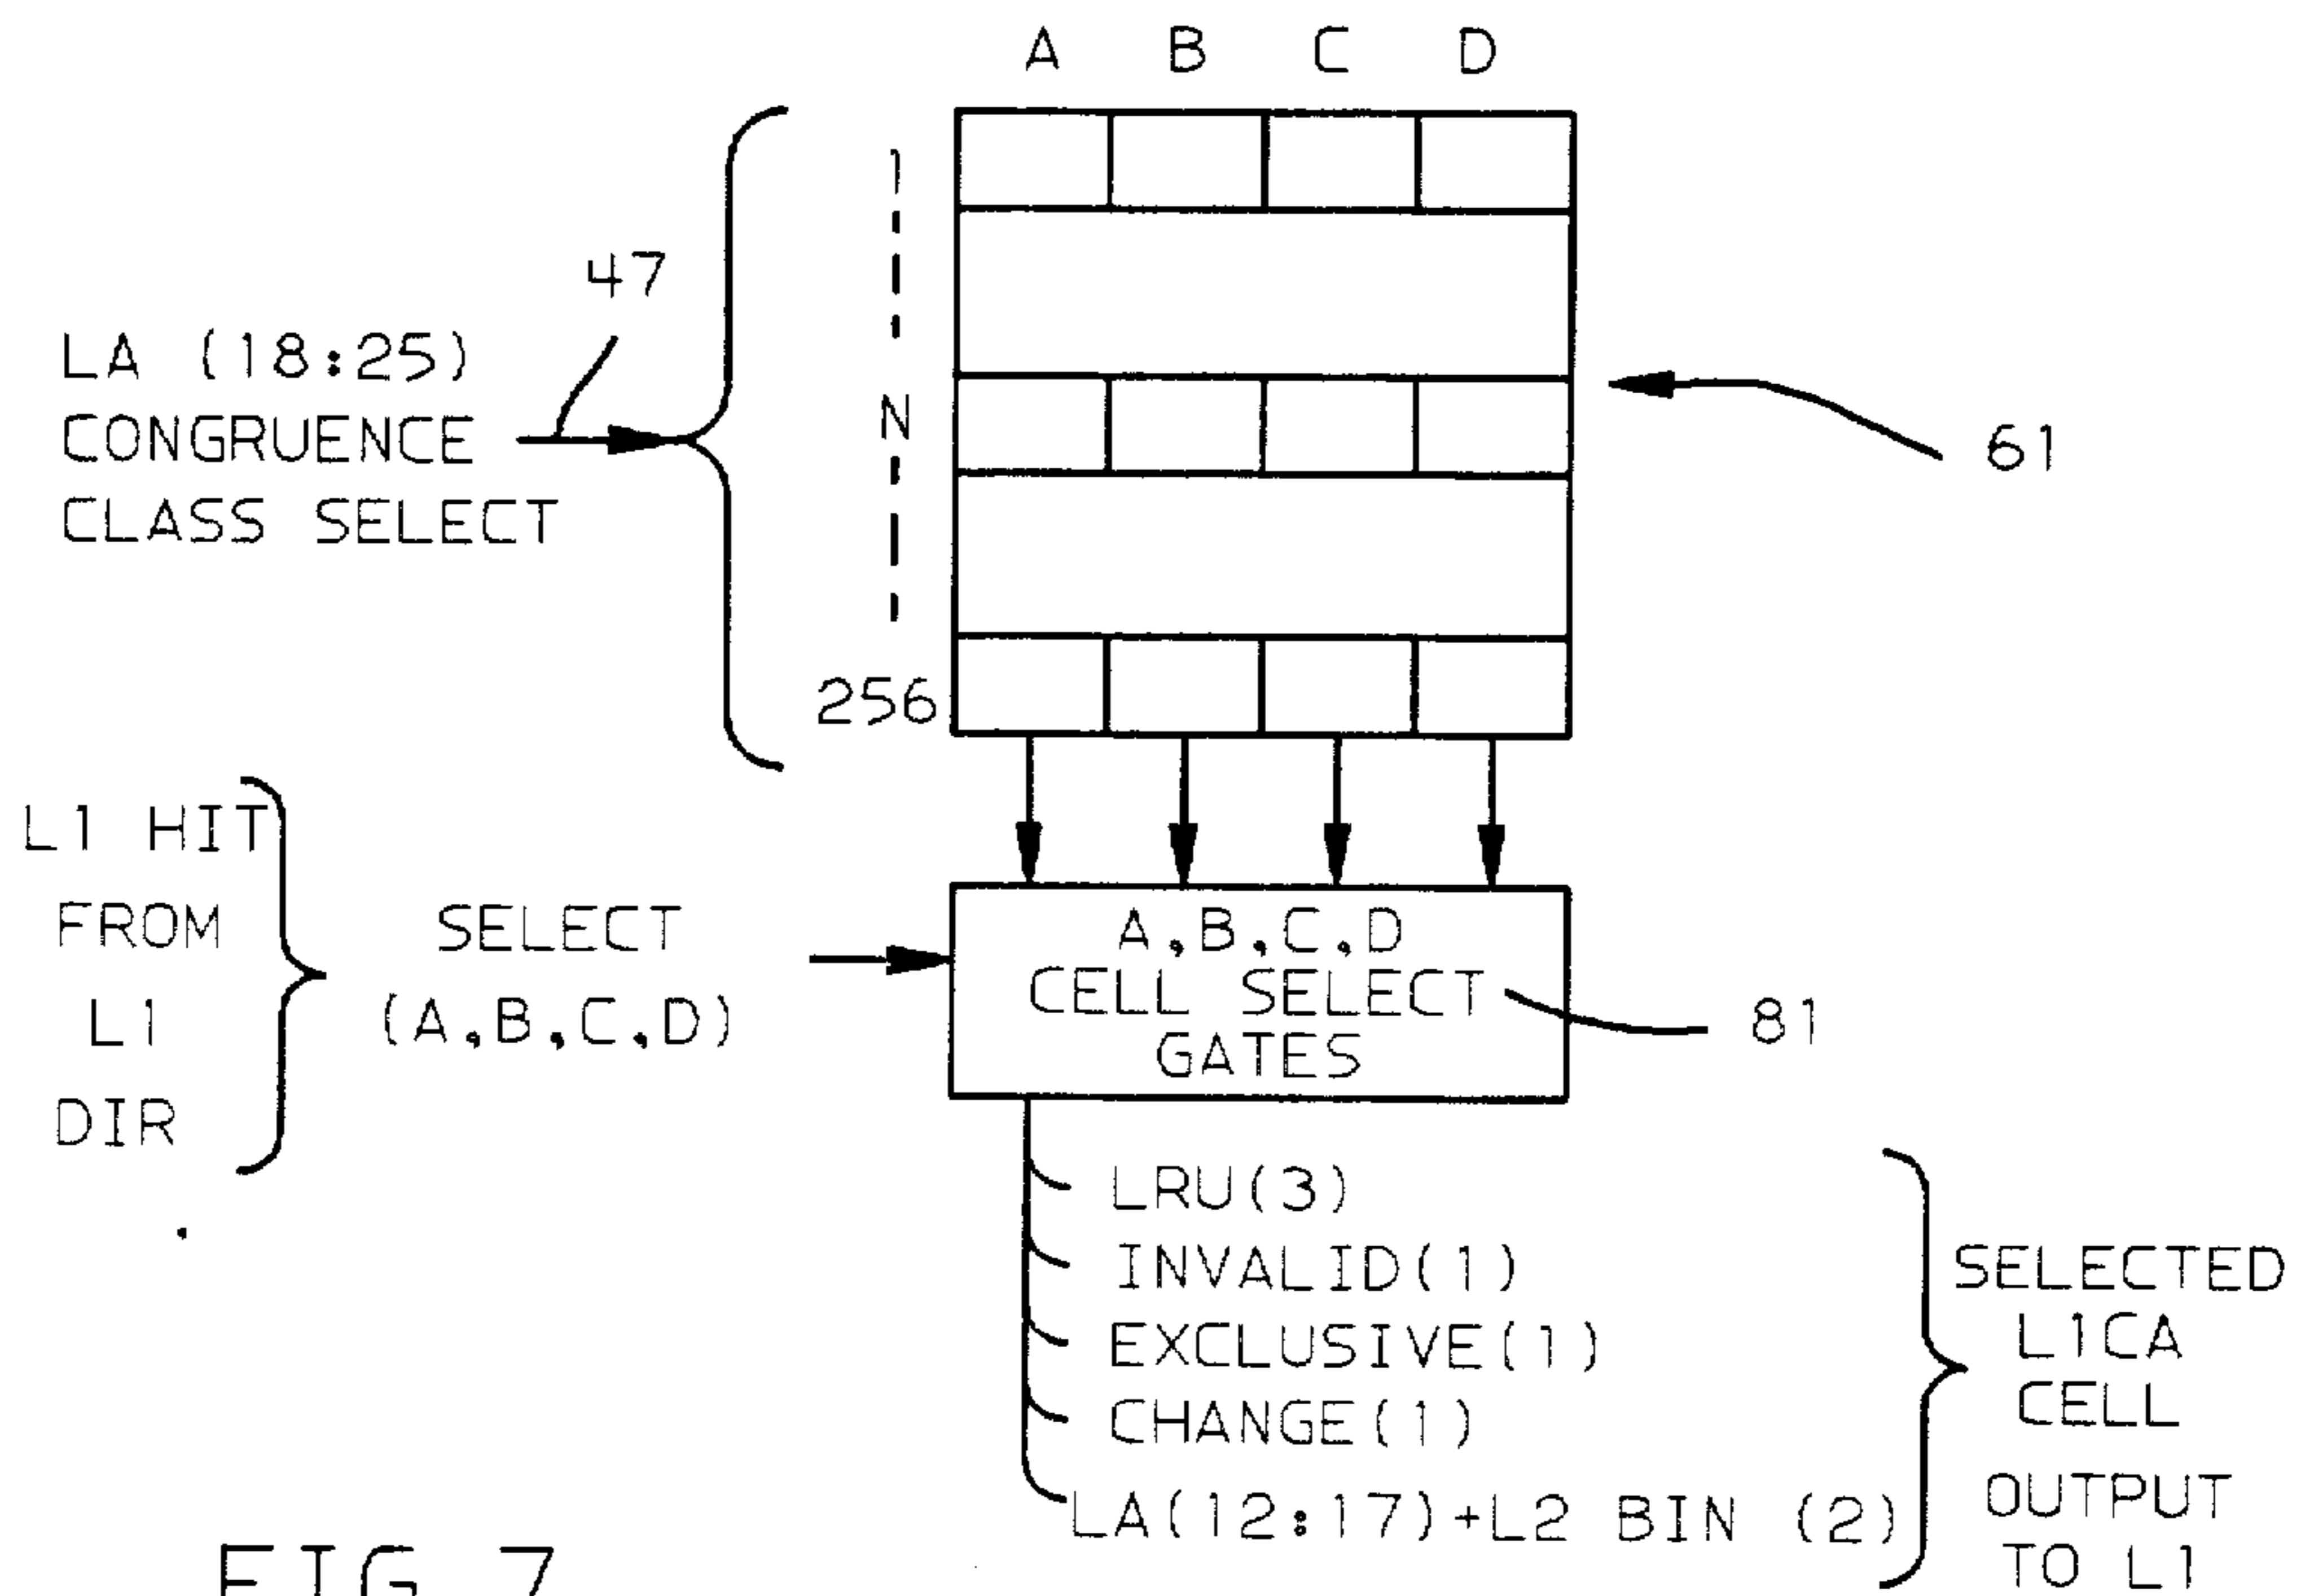 A B C D
1
47
LA (18:25)
CONGRUENCE
CLASS SELECT
N
61
256
L1 HIT
FROM
L1
DIR
SELECT
(A,B,C,D)
A,B,C,D
CELL SELECT
GATES
81
LRU(3)
INVALID(1)
EXCLUSIVE(1)
CHANGE(1)
LA(12:17)+L2 BIN (2)
SELECTED
L1CA
CELL
OUTPUT
TO L1
FIG 7